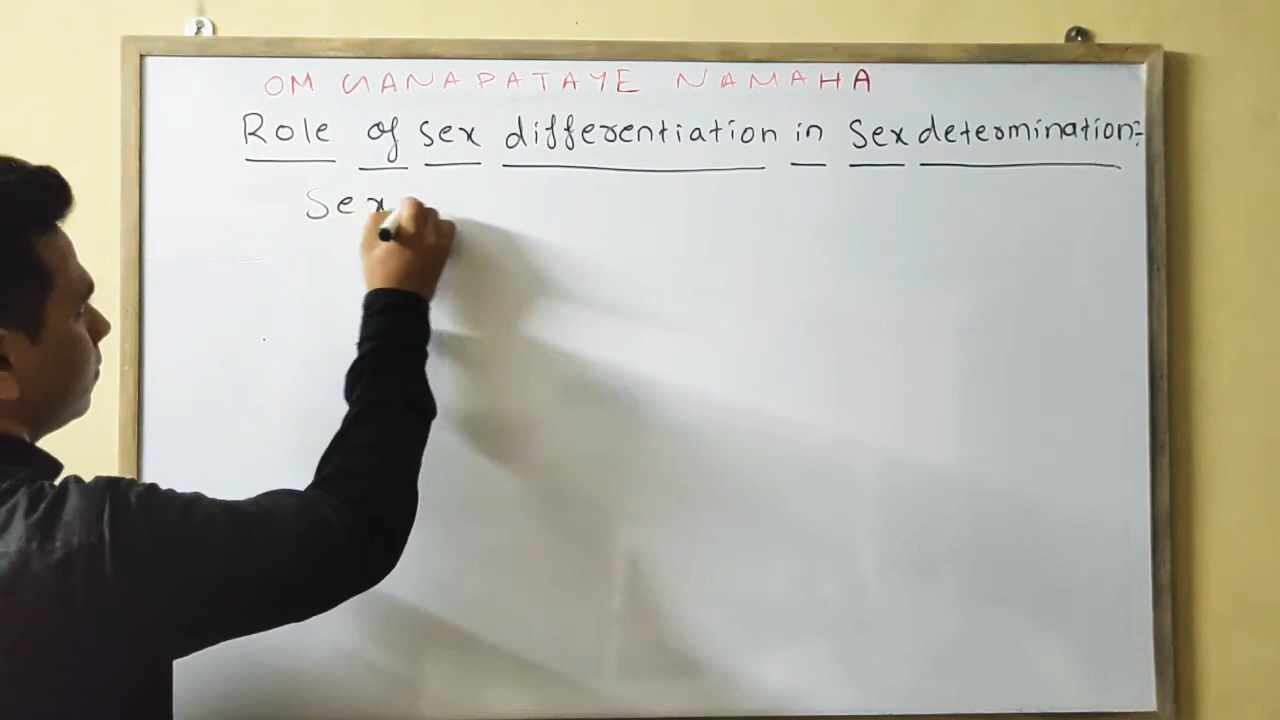 OM GANAPATAYE NAMAHA
Role of sex differentiation in Sex determination:-
Sex